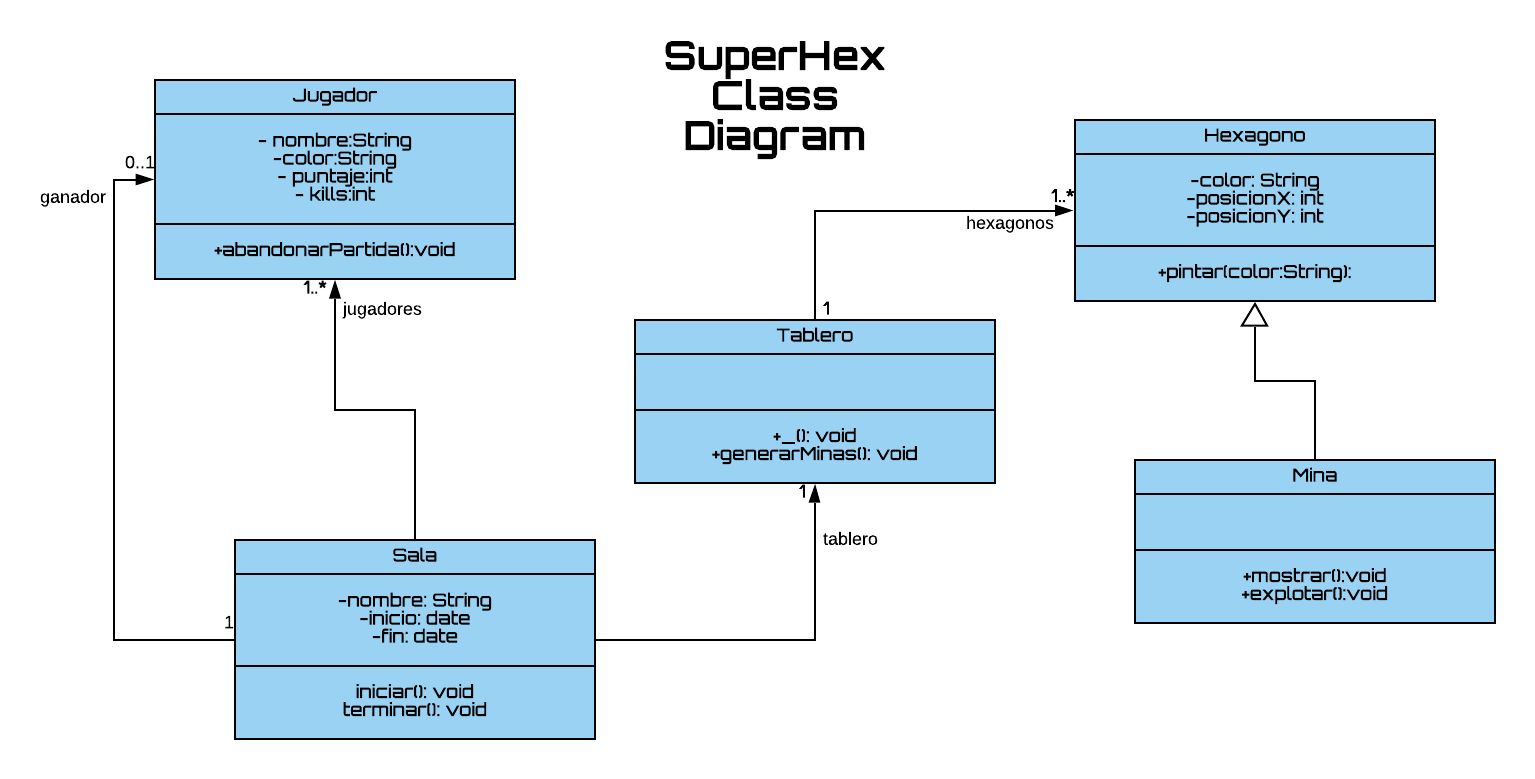 SuperHex
Class
Diagram
Jugador
- nombre:String
-color:String
- puntaje:int
- kills:int
+abandonarPartida():void
0..1
ganador
1..*
jugadores
Hexagono
-color: String
-posicionX: int
-posicionY: int
+pintar(color:String):
1..*
hexagonos
1
Tablero
+_(): void
+generarMinas(): void
1
tablero
Mina
+mostrar():void
+explotar():void
Sala
-nombre: String
-inicio: date
-fin: date
iniciar(): void
terminar(): void
1